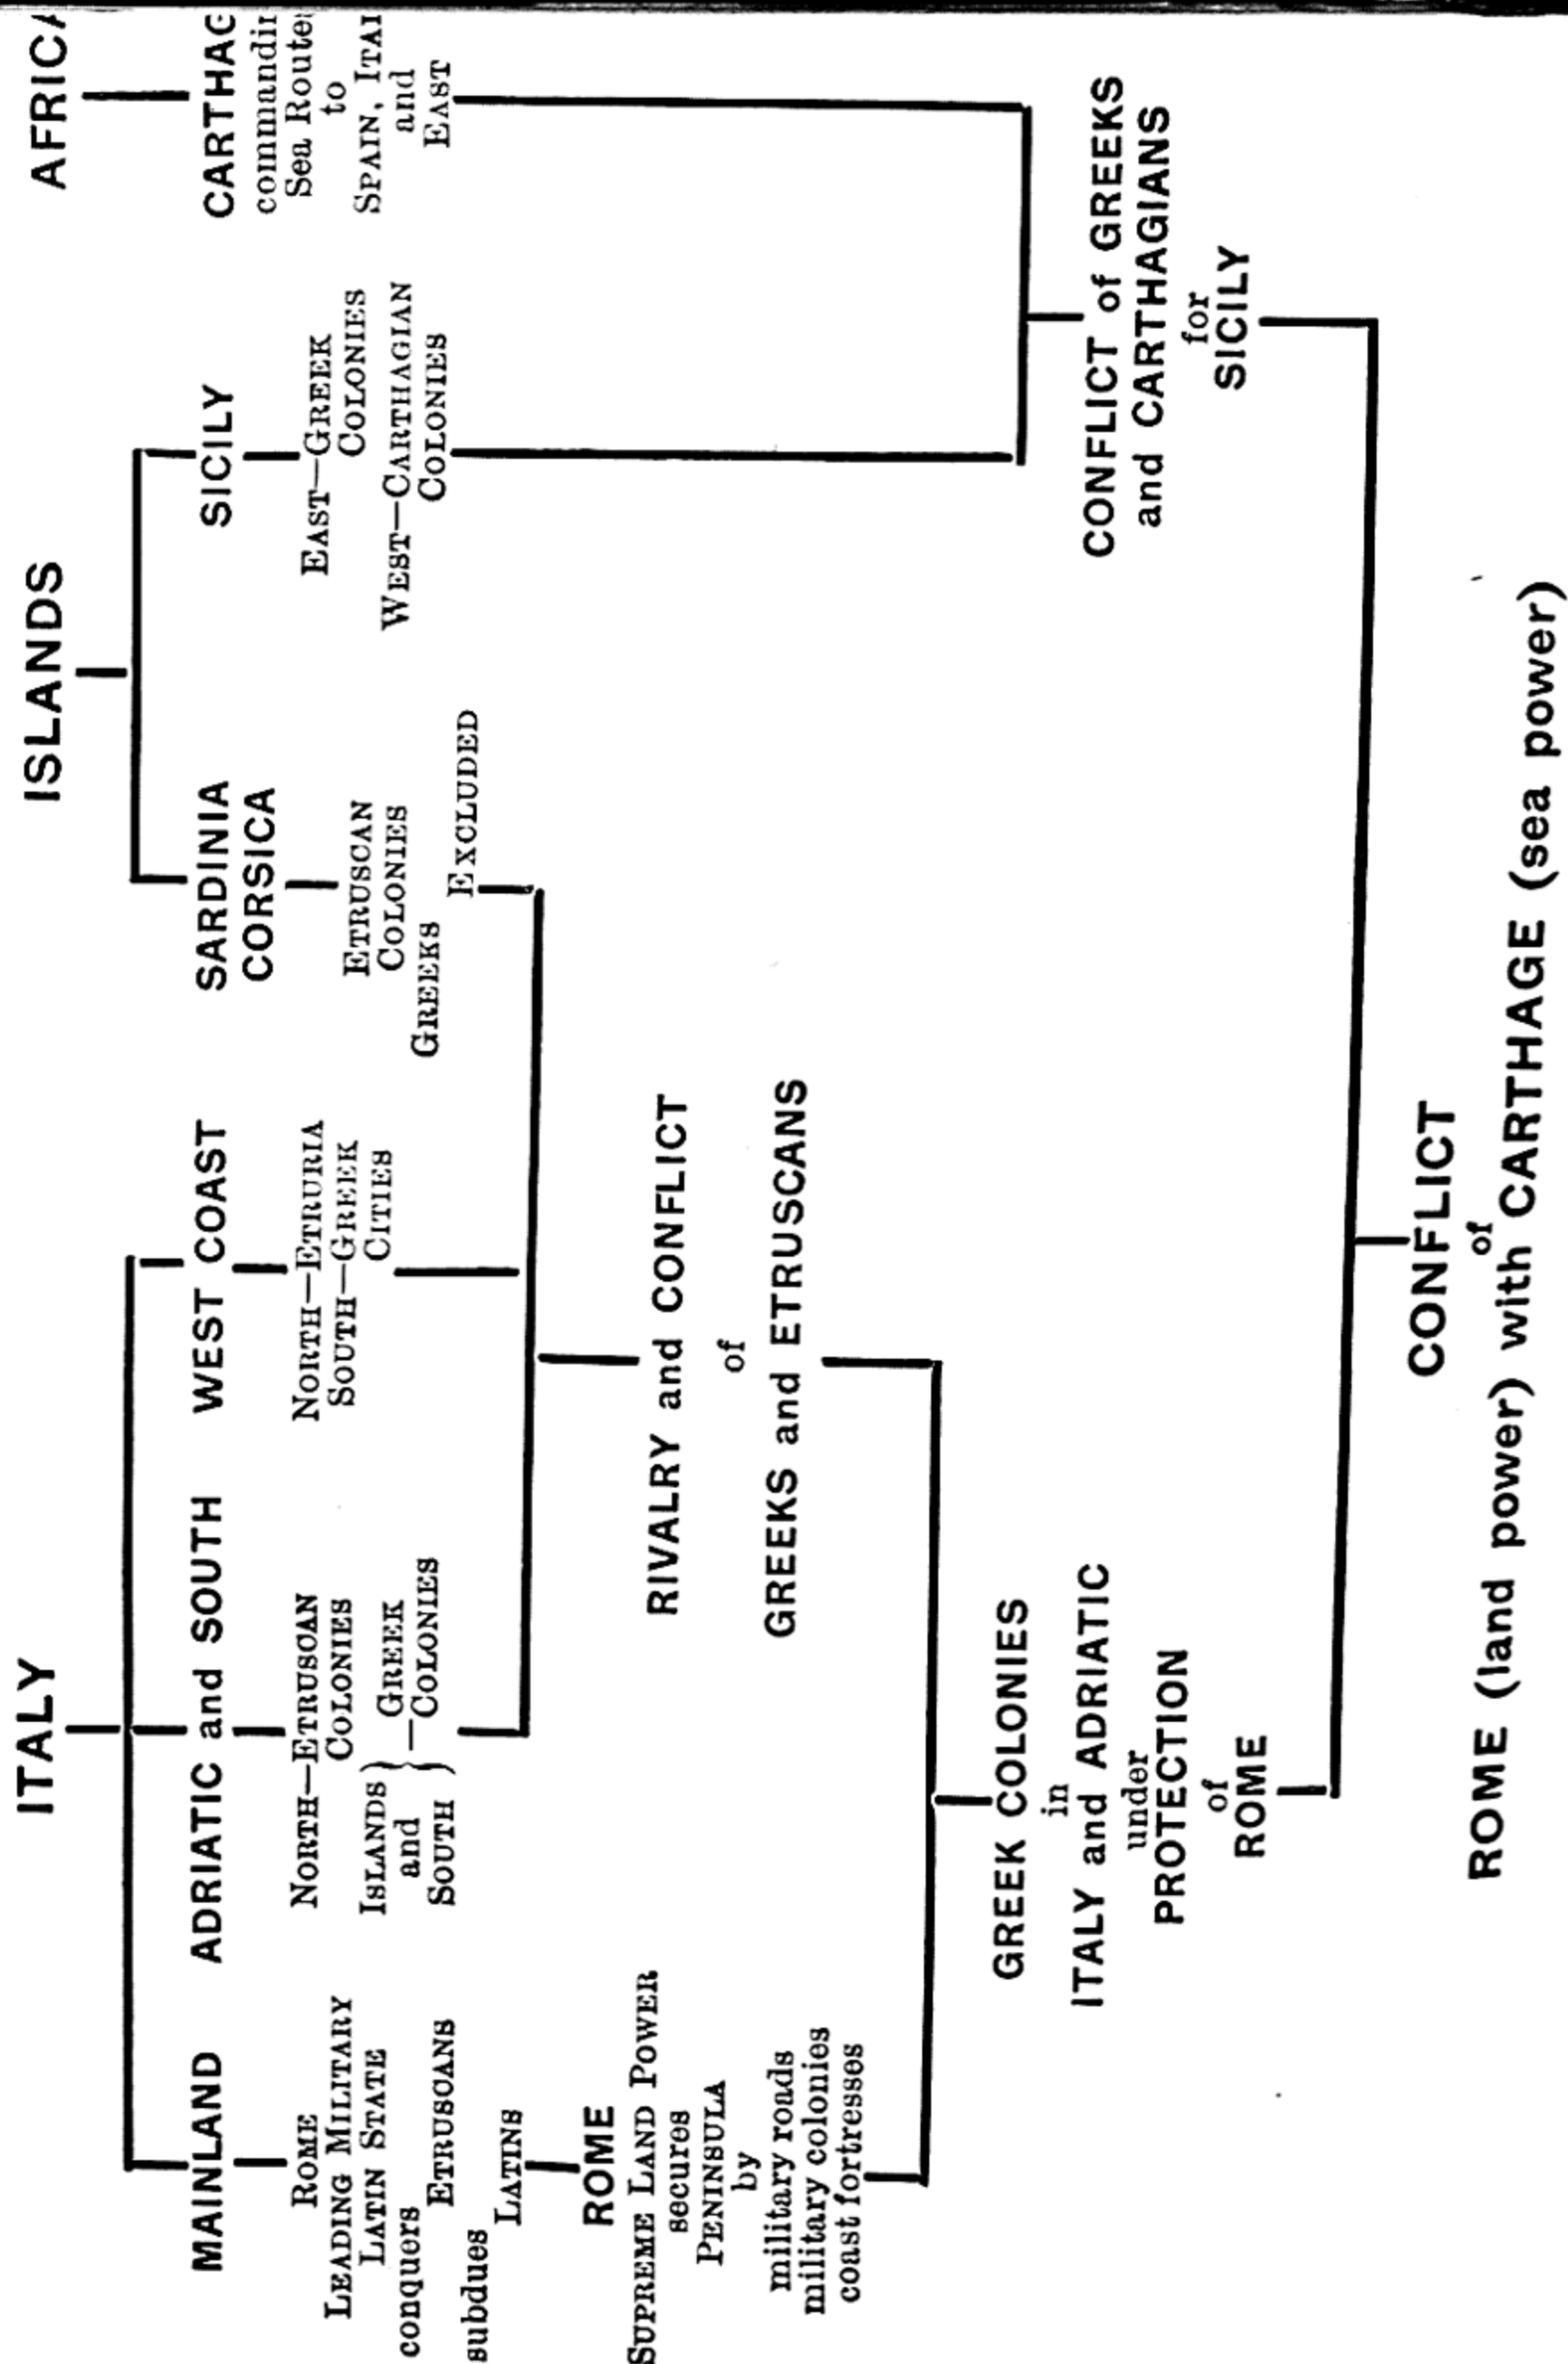 ITALY
ISLANDS
AFRICA
MAINLAND
ADRIATIC and SOUTH
WEST COAST
SARDINIA
CORSICA
SICILY
CARTHAG
ROME
LEADING MILITARY
LATIN STATE
conquers
ETRUSCANS
subdues
LATINS
ROME
SUPREME LAND POWER
secures
PENINSULA
by
military roads
military colonies
coast fortresses
NORTH—ETRUSCAN
COLONIES
ISLANDS
and
SOUTH
} —GREEK
COLONIES
NORTH—ETRURIA
SOUTH—GREEK
CITIES
ETRUSCAN
COLONIES
GREEKS
EXCLUDED
EAST—GREEK
COLONIES
WEST—CARTHAGIAN
COLONIES
commandin
Sea Routes
to
SPAIN, ITAL
and
EAST
RIVALRY and CONFLICT
of
GREEKS and ETRUSCANS
GREEK COLONIES
in
ITALY and ADRIATIC
under
PROTECTION
of
ROME
CONFLICT of GREEKS
and CARTHAGIANS
for
SICILY
CONFLICT
of
ROME (land power) with CARTHAGE (sea power)